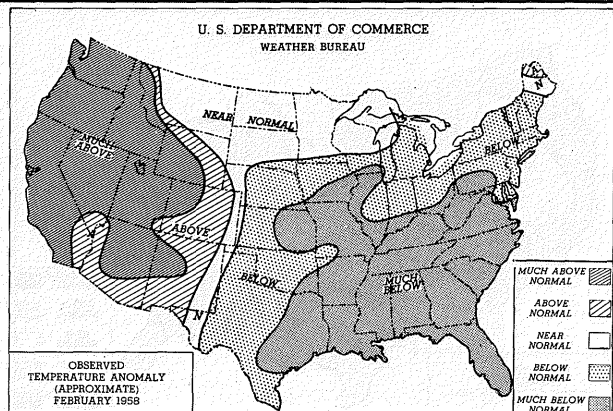 U. S. DEPARTMENT OF COMMERCE
WEATHER BUREAU
NEAR NORMAL
MUCH
ABOVE
BELOW
ABOVE
A
N
A
BELOW
MUCH
BELOW
N
MUCH ABOVE
NORMAL
ABOVE
NORMAL
NEAR
NORMAL
BELOW
NORMAL
MUCH BELOW
NORMAL
OBSERVED
TEMPERATURE ANOMALY
(APPROXIMATE)
FEBRUARY 1958